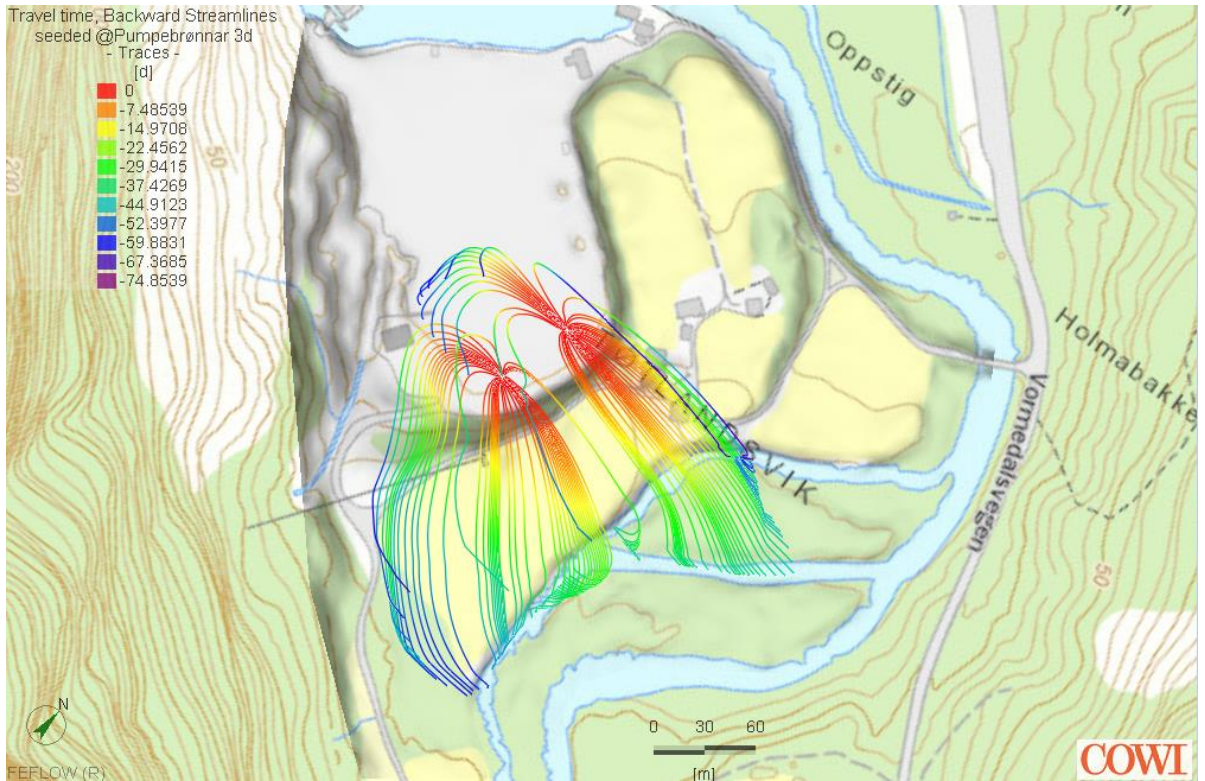 Travel time, Backward Streamlines
seeded @Pumpebrønnar 3d
- Traces -
[d]
0
-7.48539
-14.9708
-22.4562
-29.9415
-37.4269
-44.9123
-52.3977
-59.8831
-67.3685
-74.8539
50
200
Oppstig
Holmabakke
Vormedalsvegen
50
N
0 30 60
[m]
FEFLOW (R)
COWI